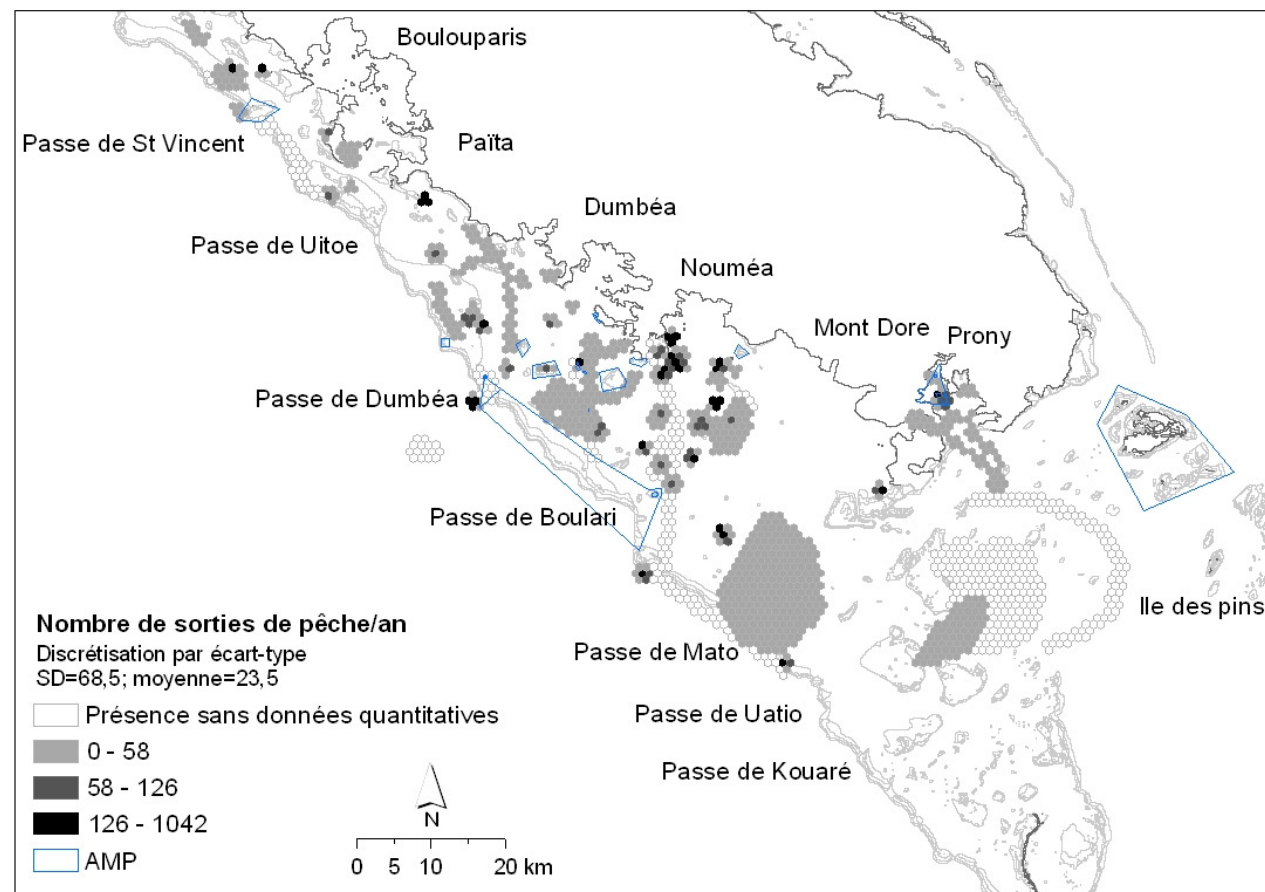 Boulouparis
Passe de St Vincent
Païta
Dumbéa
Passe de Uitoe
Nouméa
Mont Dore
Prony
Passe de Dumbéa
Passe de Boulari
Ile des pins
Passe de Mato
Passe de Uatio
Passe de Kouaré
Nombre de sorties de pêche/an
Discrétisation par écart-type
SD=68,5; moyenne=23,5
Présence sans données quantitatives
0 - 58
58 - 126
126 - 1042
AMP
N
0 5 10 20 km